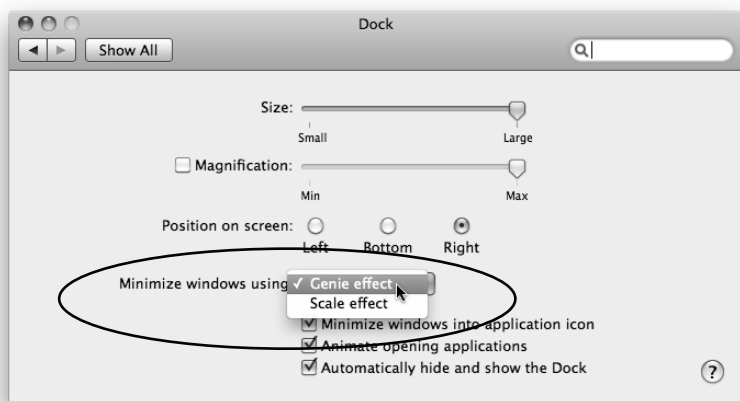 Dock
Show All
Size:
Small Large
Magnification:
Min Max
Position on screen:
Left Bottom Right
Minimize windows using ✓ Genie effect
Scale effect
Minimize windows into application icon
Animate opening applications
Automatically hide and show the Dock
?